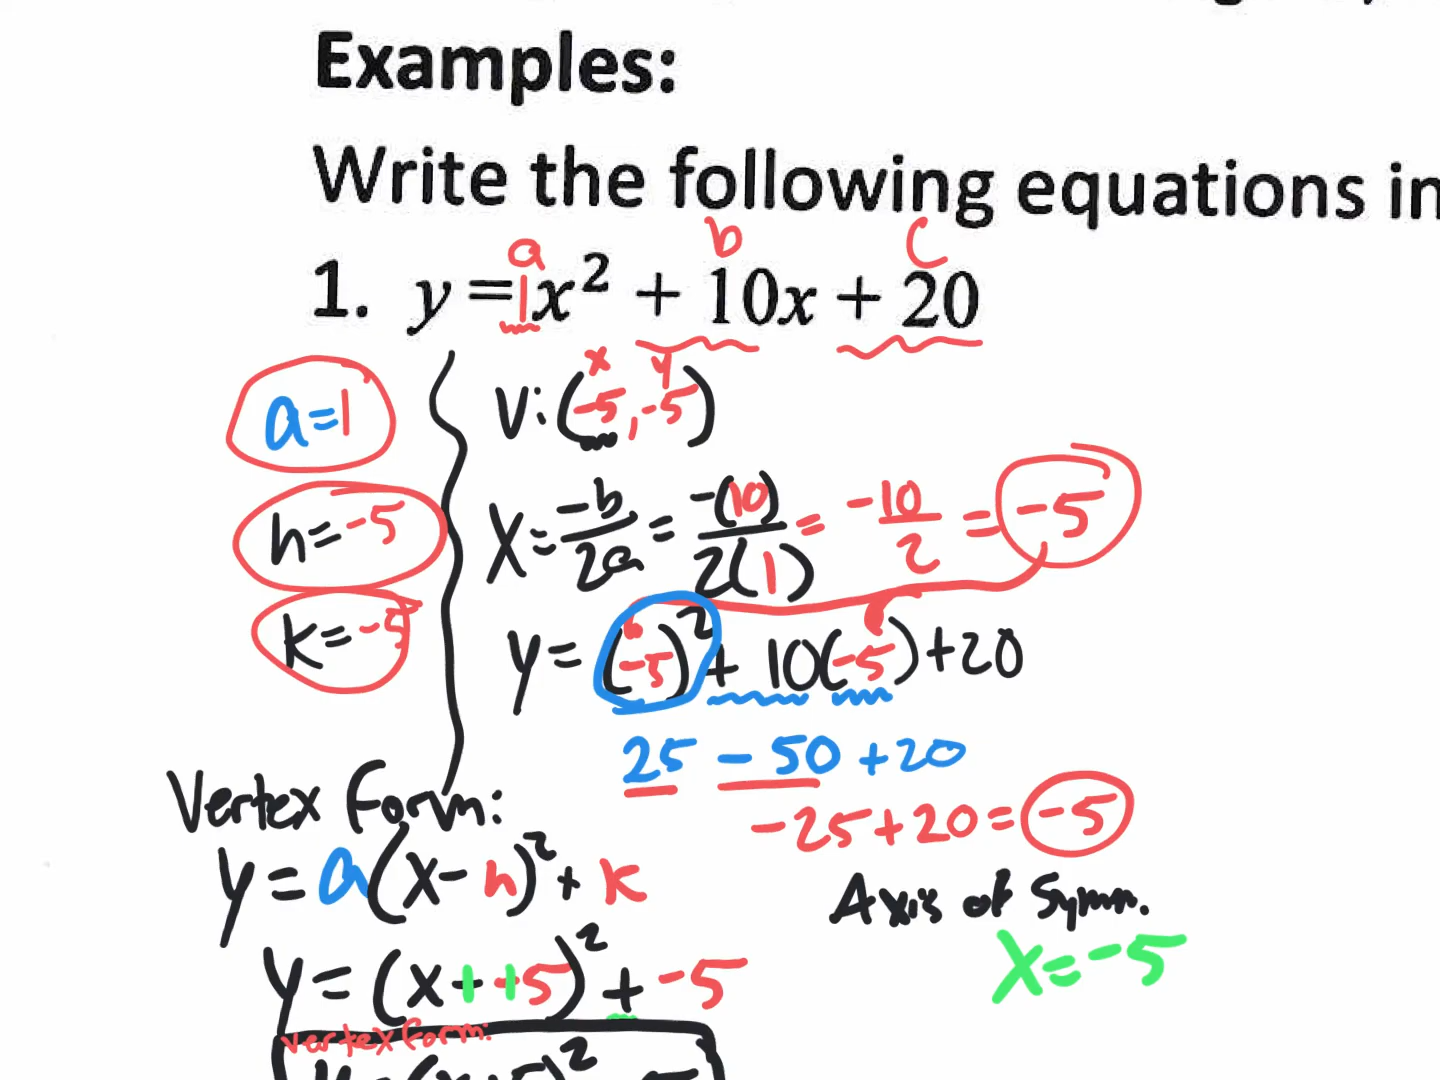 Examples:
Write the following equations in
a b c
1. y = 1x² + 10x + 20
x y
a=1
V: (-5, -5)
h=-5
X = -b/2a = -(10)/2(1) = -10/2 = -5
k=-5
y = (-5)² + 10(-5) + 20
25 - 50 + 20
-25 + 20 = -5
Vertex form:
y = a(x - h)² + k
Axis of Symm.
x = -5
y = (x + +5)² + -5
Vertex form: